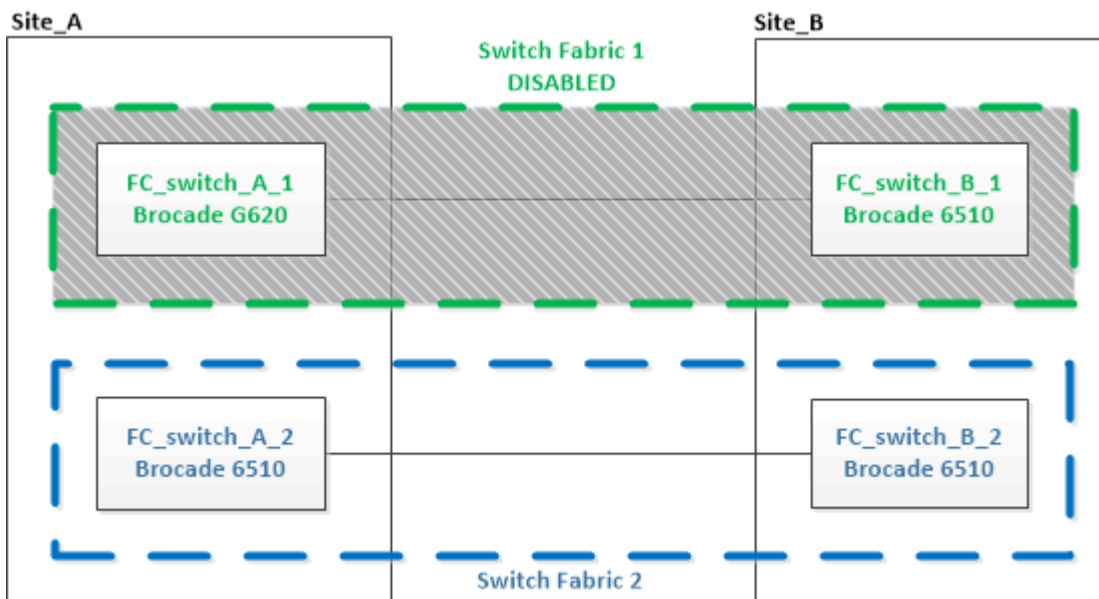 Site_A
Site_B
Switch Fabric 1
DISABLED
FC_switch_A_1
Brocade G620
FC_switch_B_1
Brocade 6510
FC_switch_A_2
Brocade 6510
FC_switch_B_2
Brocade 6510
Switch Fabric 2